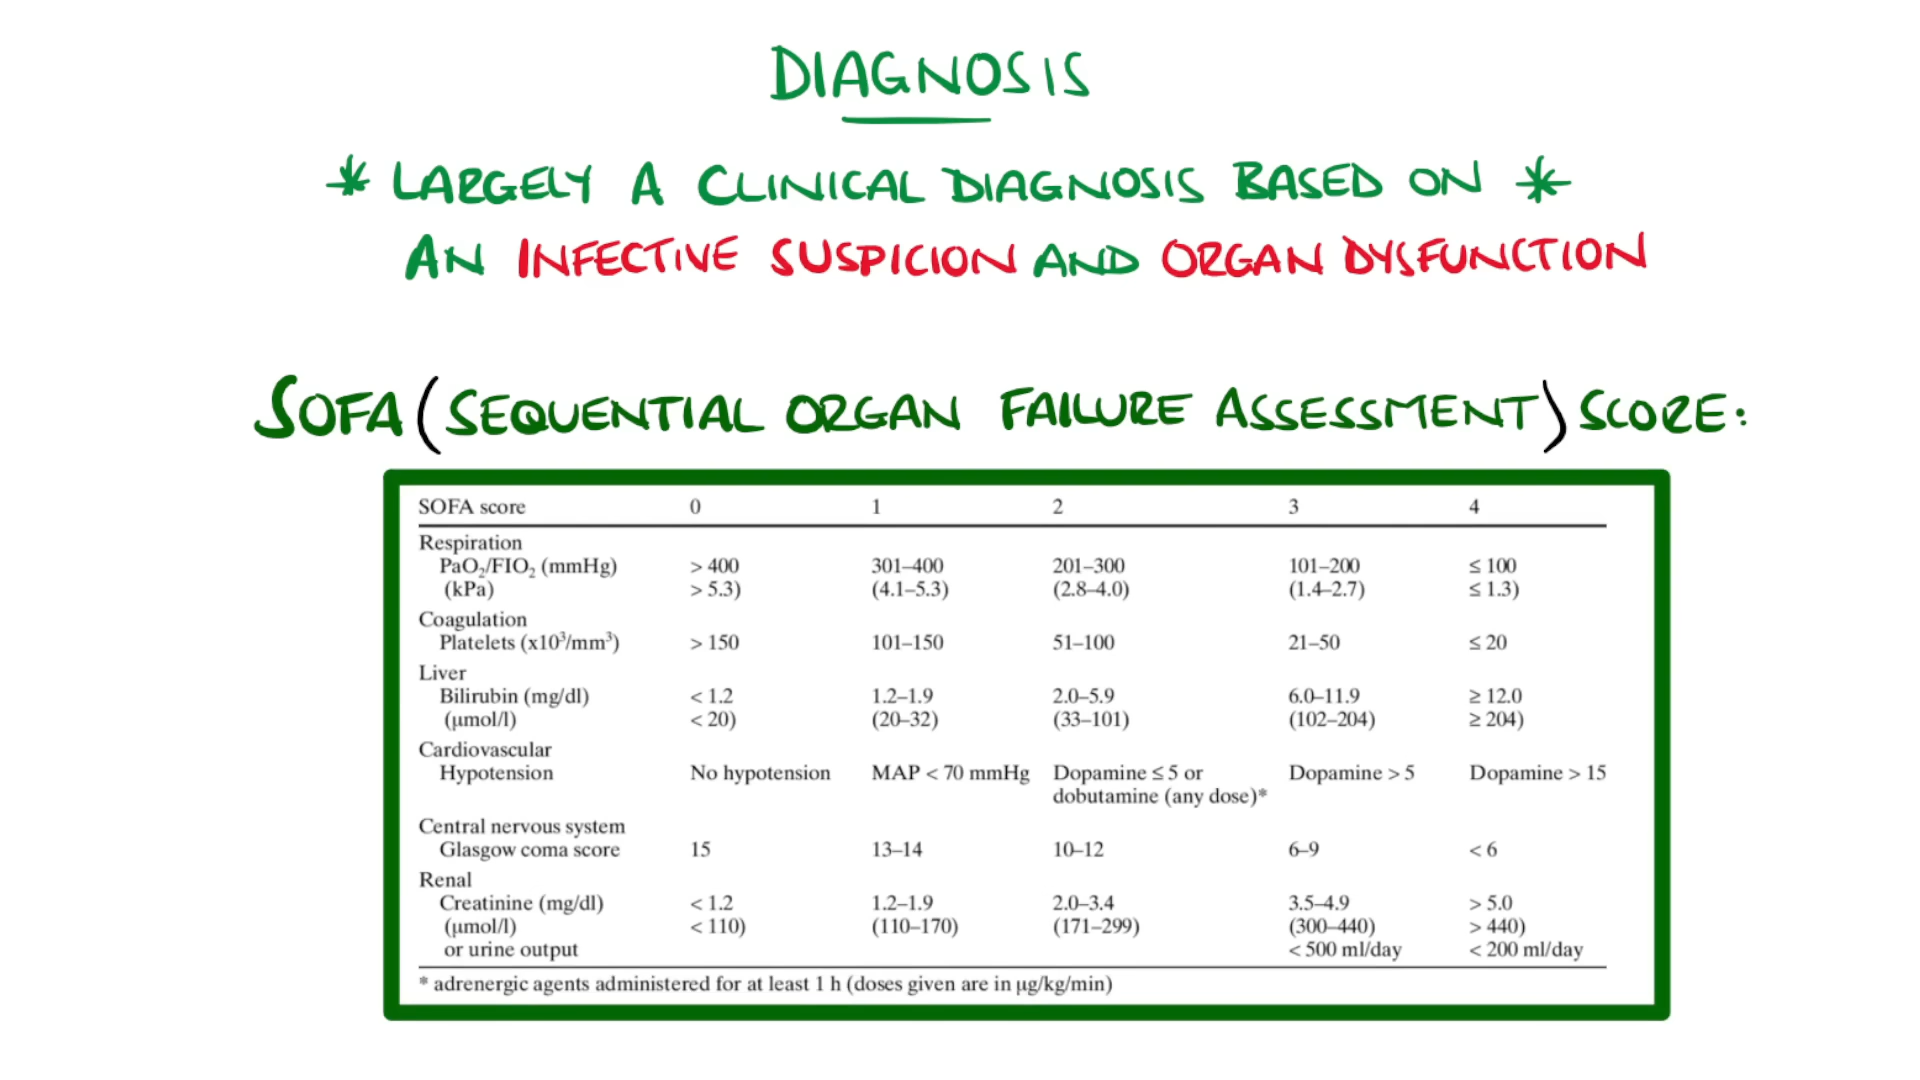 DIAGNOSIS
* LARGELY A CLINICAL DIAGNOSIS BASED ON *
AN INFECTIVE SUSPICION AND ORGAN DYSFUNCTION
SOFA (SEQUENTIAL ORGAN FAILURE ASSESSMENT) SCORE:
SOFA score 0 1 2 3 4
Respiration
PaO₂/FIO₂ (mmHg) > 400 301–400 201–300 101–200 ≤ 100
(kPa) > 5.3) (4.1–5.3) (2.8–4.0) (1.4–2.7) ≤ 1.3)
Coagulation
Platelets (x10³/mm³) > 150 101–150 51–100 21–50 ≤ 20
Liver
Bilirubin (mg/dl) < 1.2 1.2–1.9 2.0–5.9 6.0–11.9 ≥ 12.0
(μmol/l) < 20) (20–32) (33–101) (102–204) ≥ 204)
Cardiovascular
Hypotension No hypotension MAP < 70 mmHg Dopamine ≤ 5 or Dopamine > 5 Dopamine > 15
dobutamine (any dose)*
Central nervous system
Glasgow coma score 15 13–14 10–12 6–9 < 6
Renal
Creatinine (mg/dl) < 1.2 1.2–1.9 2.0–3.4 3.5–4.9 > 5.0
(μmol/l) < 110) (110–170) (171–299) (300–440) > 440)
or urine output < 500 ml/day < 200 ml/day
* adrenergic agents administered for at least 1 h (doses given are in μg/kg/min)